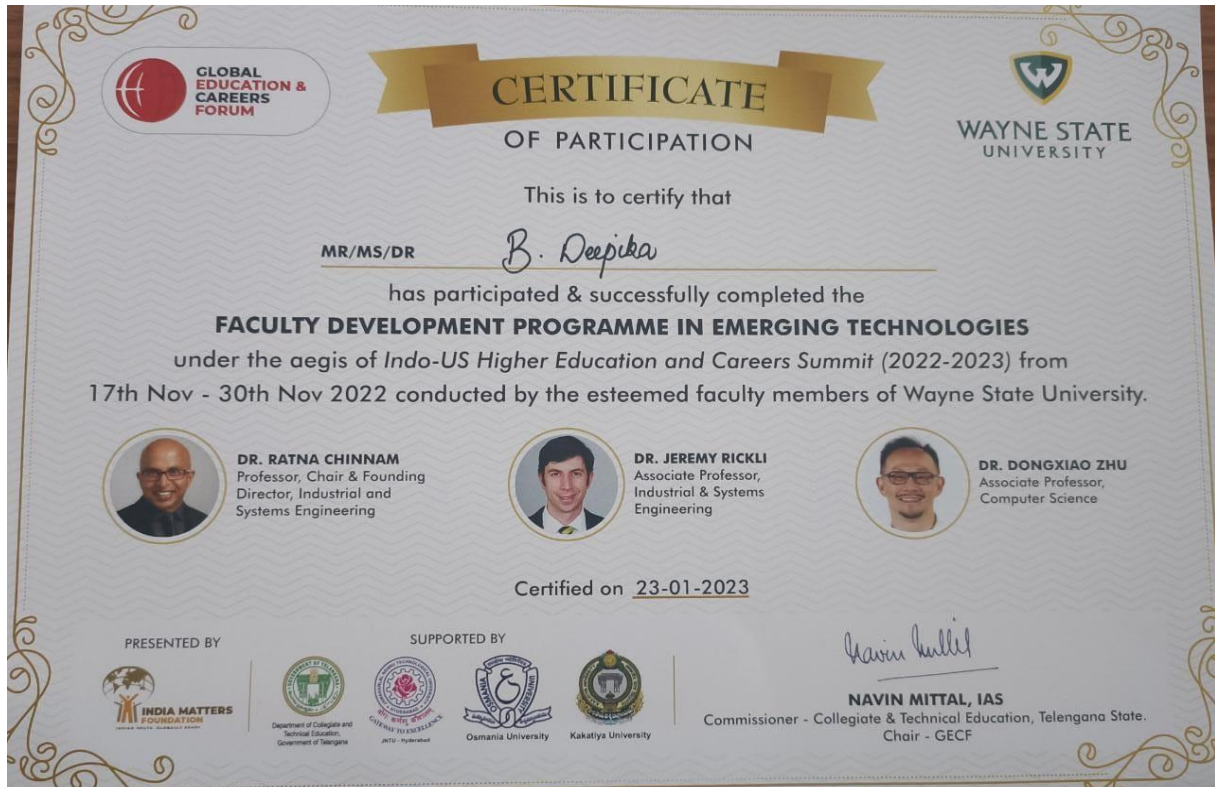 GLOBAL
EDUCATION &
CAREERS
FORUM
CERTIFICATE
OF PARTICIPATION
WAYNE STATE
UNIVERSITY
This is to certify that
MR/MS/DR B. Deepika
has participated & successfully completed the
FACULTY DEVELOPMENT PROGRAMME IN EMERGING TECHNOLOGIES
under the aegis of Indo-US Higher Education and Careers Summit (2022-2023) from
17th Nov - 30th Nov 2022 conducted by the esteemed faculty members of Wayne State University.
DR. RATNA CHINNAM
Professor, Chair & Founding
Director, Industrial and
Systems Engineering
DR. JEREMY RICKLI
Associate Professor,
Industrial & Systems
Engineering
DR. DONGXIAO ZHU
Associate Professor,
Computer Science
Certified on 23-01-2023
PRESENTED BY
INDIA MATTERS
FOUNDATION
SUPPORTED BY
Department of Collegiate and
Technical Education,
Government of Telangana
JNTU - Hyderabad
Osmania University
Kakatiya University
NAVIN MITTAL, IAS
Commissioner - Collegiate & Technical Education, Telengana State.
Chair - GECF